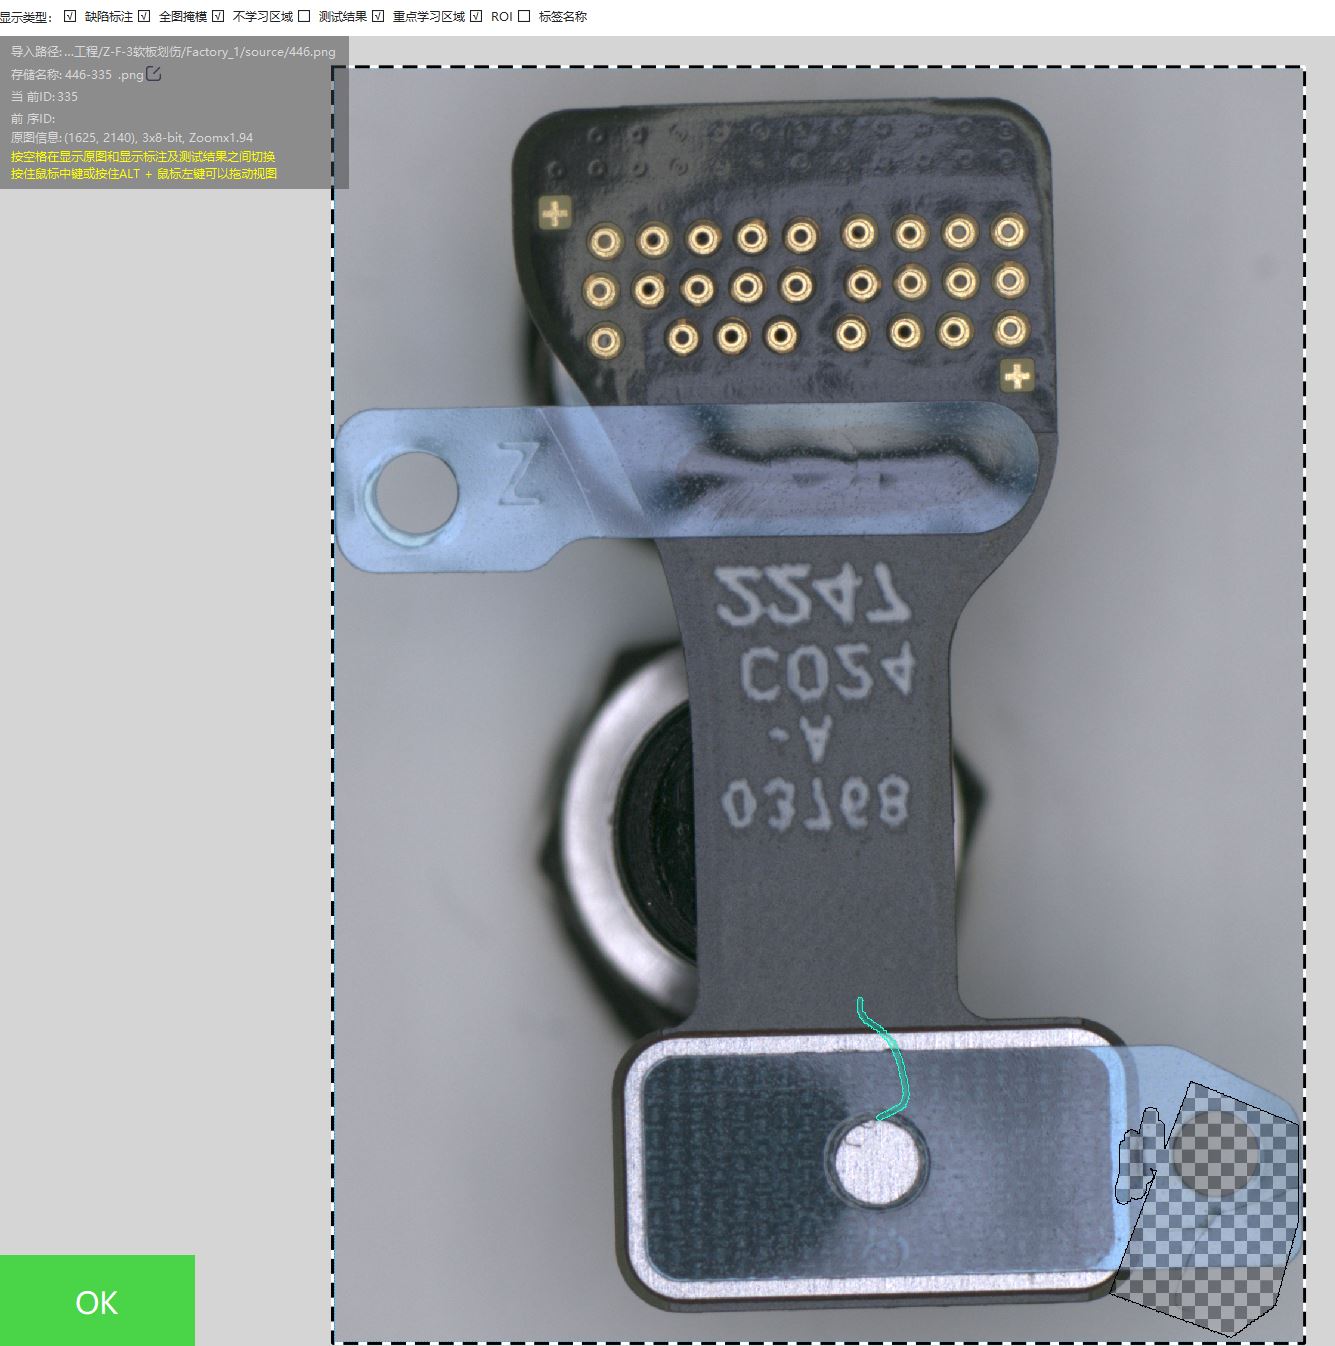 显示类型: 缺陷标注 全图掩模 不学习区域 测试结果 重点学习区域 ROI 标签名称
导入路径: ...工程/Z-F-3软板划伤/Factory_1/source/446.png
存储名称: 446-335 .png
当 前ID: 335
前 序ID:
原图信息: (1625, 2140), 3x8-bit, Zoomx1.94
按空格在显示原图和显示标注及测试结果之间切换
按住鼠标中键或按住ALT + 鼠标左键可以拖动视图
Z
2247
C024
-A
03768
OK